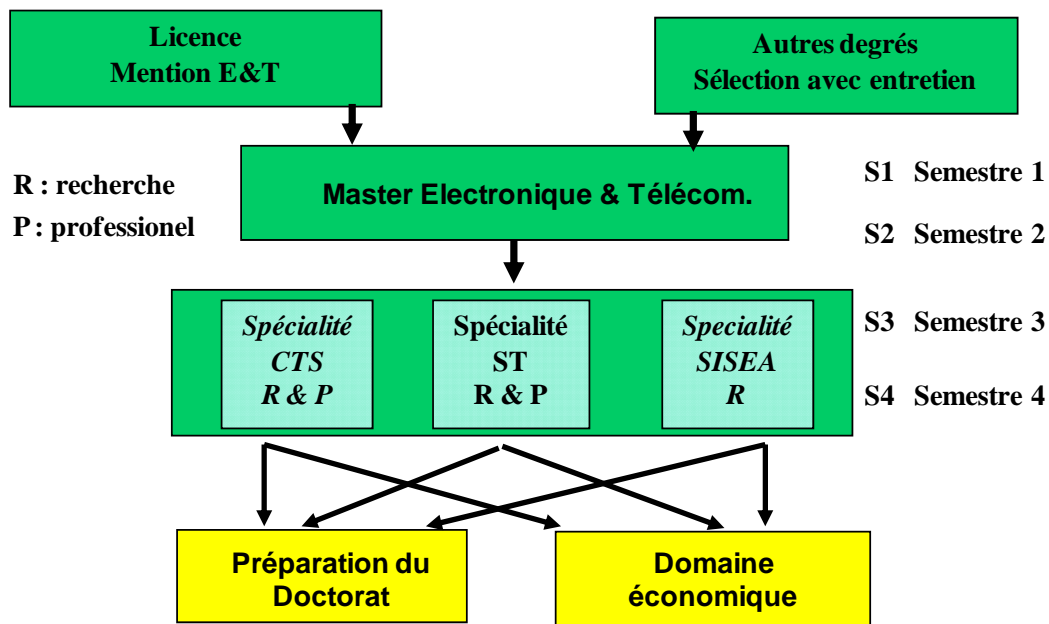 Licence
Mention E&T
Autres degrés
Sélection avec entretien
R : recherche
P : professionel
Master Electronique & Télécom.
S1 Semestre 1
S2 Semestre 2
Spécialité
CTS
R & P
Spécialité
ST
R & P
Specialité
SISEA
R
S3 Semestre 3
S4 Semestre 4
Préparation du
Doctorat
Domaine
économique